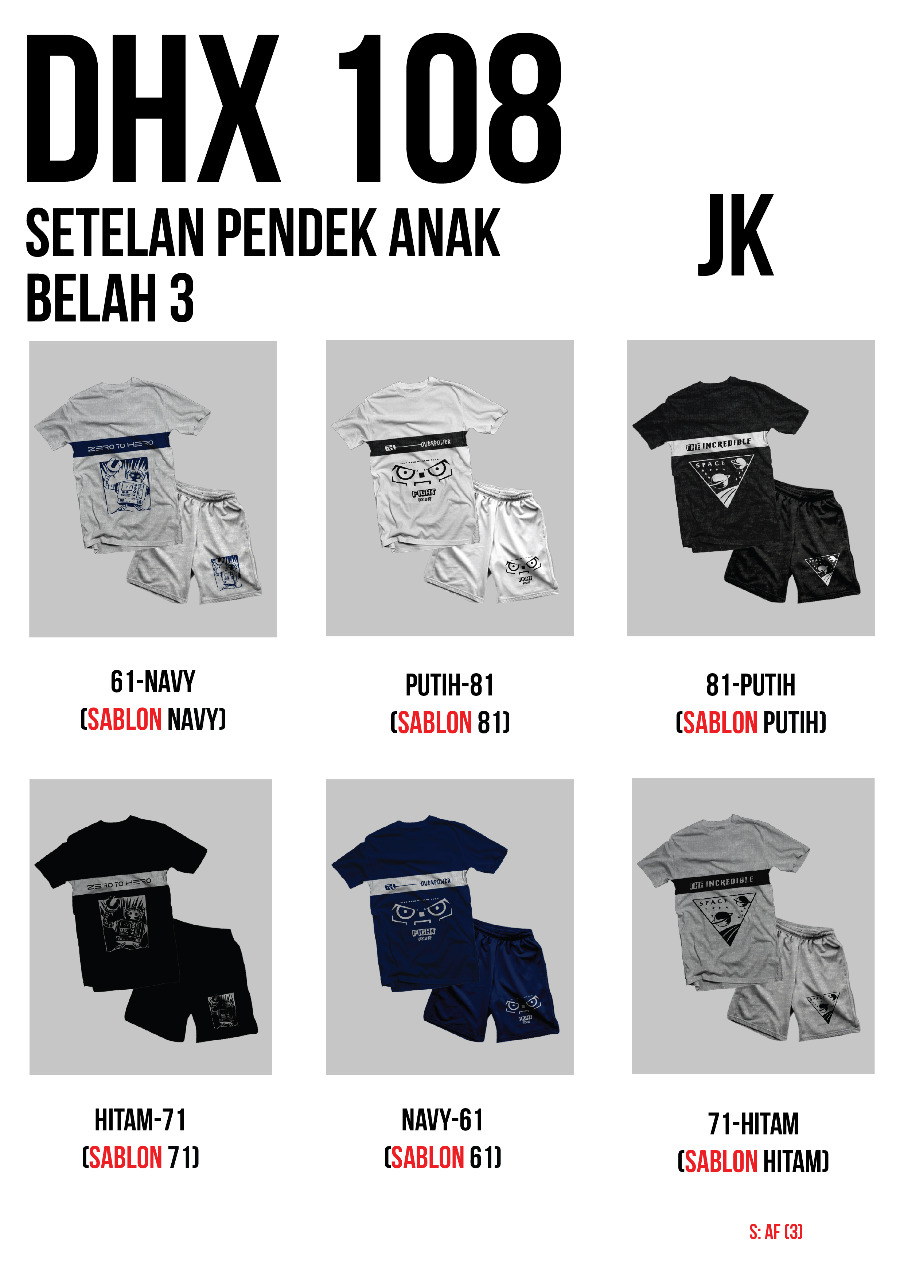 DHX 108
SETELAN PENDEK ANAK
BELAH 3
JK
ZERO TO HERO
OVERPOWER
FIGHT
INCREDIBLE
SPACE
61-NAVY
(SABLON NAVY)
PUTIH-81
(SABLON 81)
81-PUTIH
(SABLON PUTIH)
ZERO TO HERO
OVERPOWER
FIGHT
INCREDIBLE
SPACE
HITAM-71
(SABLON 71)
NAVY-61
(SABLON 61)
71-HITAM
(SABLON HITAM)
S: AF (3)